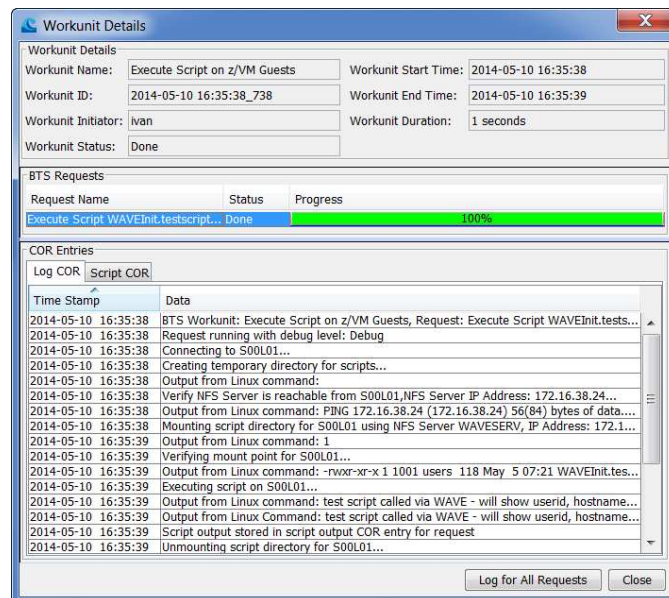 Workunit Details
Workunit Details
Workunit Name: Execute Script on z/VM Guests Workunit Start Time: 2014-05-10 16:35:38
Workunit ID: 2014-05-10 16:35:38_738 Workunit End Time: 2014-05-10 16:35:39
Workunit Initiator: ivan Workunit Duration: 1 seconds
Workunit Status: Done
BTS Requests
Request Name Status Progress
Execute Script WAVEInit.testscript... Done 100%
COR Entries
Log COR Script COR
Time Stamp Data
2014-05-10 16:35:38 BTS Workunit: Execute Script on z/VM Guests, Request: Execute Script WAVEInit.tests...
2014-05-10 16:35:38 Request running with debug level: Debug
2014-05-10 16:35:38 Connecting to S00L01...
2014-05-10 16:35:38 Creating temporary directory for scripts...
2014-05-10 16:35:38 Output from Linux command:
2014-05-10 16:35:38 Verify NFS Server is reachable from S00L01,NFS Server IP Address: 172.16.38.24...
2014-05-10 16:35:38 Output from Linux command: PING 172.16.38.24 (172.16.38.24) 56(84) bytes of data....
2014-05-10 16:35:38 Mounting script directory for S00L01 using NFS Server WAVESERV, IP Address: 172.1...
2014-05-10 16:35:39 Output from Linux command: 1
2014-05-10 16:35:39 Verifying mount point for S00L01...
2014-05-10 16:35:39 Output from Linux command: -rwxr-xr-x 1 1001 users 118 May 5 07:21 WAVEInit.tes...
2014-05-10 16:35:39 Executing script on S00L01...
2014-05-10 16:35:39 Output from Linux command: test script called via WAVE - will show userid, hostname...
2014-05-10 16:35:39 Output from Linux Command: test script called via WAVE - will show userid, hostname...
2014-05-10 16:35:39 Script output stored in script output COR entry for request
2014-05-10 16:35:39 Unmounting script directory for S00L01...
Log for All Requests Close